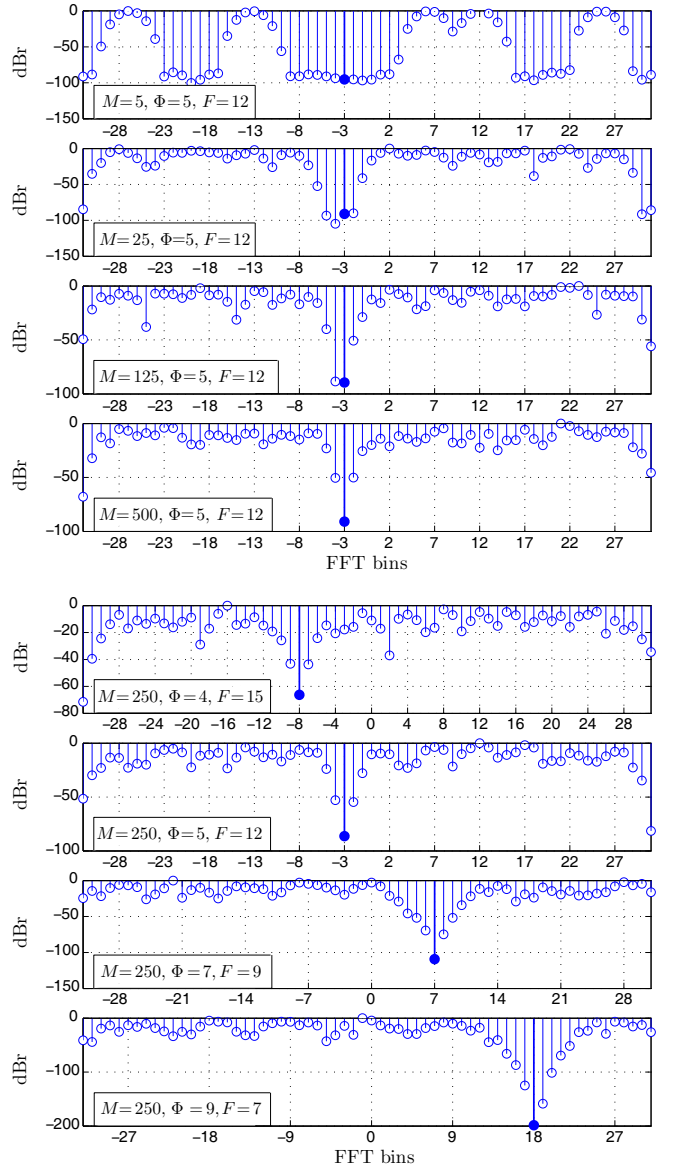 dBr
0
−50
−100
−150
M=5, Φ=5, F=12
−28 −23 −18 −13 −8 −3 2 7 12 17 22 27
dBr
0
−50
−100
−150
M=25, Φ=5, F=12
−28 −23 −18 −13 −8 −3 2 7 12 17 22 27
dBr
0
−50
−100
M=125, Φ=5, F=12
−28 −23 −18 −13 −8 −3 2 7 12 17 22 27
dBr
0
−50
−100
M=500, Φ=5, F=12
−28 −23 −18 −13 −8 −3 2 7 12 17 22 27
FFT bins
dBr
0
−20
−40
−60
−80
M=250, Φ=4, F=15
−28 −24 −20 −16 −12 −8 −4 0 4 8 12 16 20 24 28
dBr
0
−50
−100
M=250, Φ=5, F=12
−28 −23 −18 −13 −8 −3 2 7 12 17 22 27
dBr
0
−50
−100
−150
M=250, Φ=7, F=9
−28 −21 −14 −7 0 7 14 21 28
dBr
0
−50
−100
−150
−200
M=250, Φ=9, F=7
−27 −18 −9 0 9 18 27
FFT bins